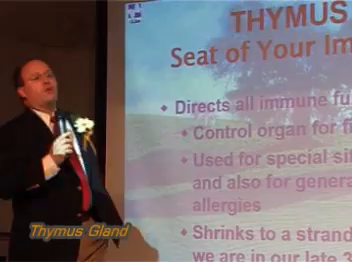 THYMUS
Seat of Your Im
Directs all immune fu
Control organ for f
Used for special si
and also for genera
allergies
Shrinks to a strand
we are in our late 3
Thymus Gland